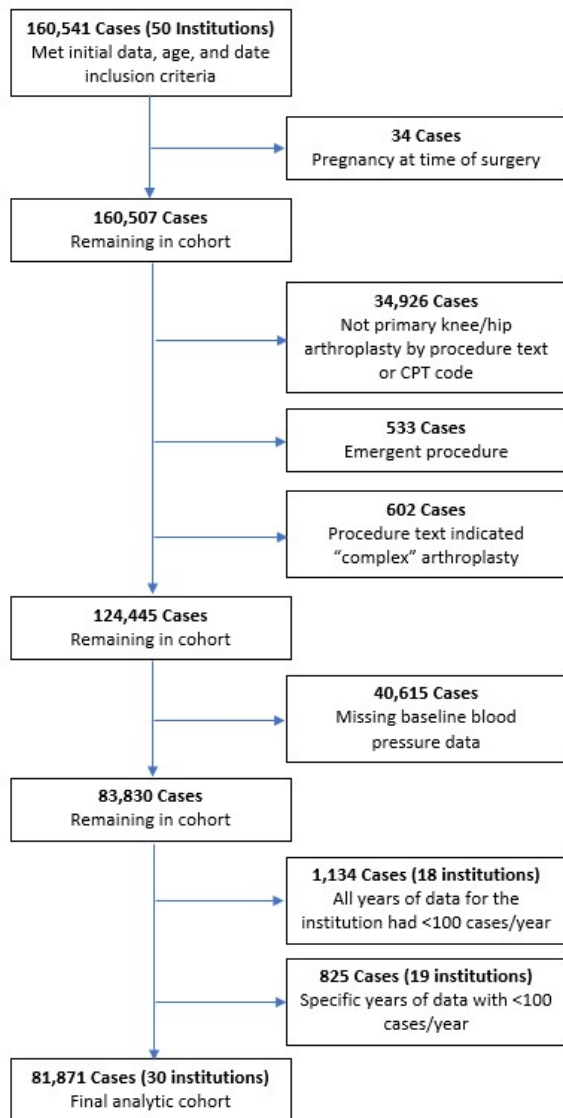 160,541 Cases (50 Institutions)
Met initial data, age, and date
inclusion criteria
34 Cases
Pregnancy at time of surgery
160,507 Cases
Remaining in cohort
34,926 Cases
Not primary knee/hip
arthroplasty by procedure text
or CPT code
533 Cases
Emergent procedure
602 Cases
Procedure text indicated
“complex” arthroplasty
124,445 Cases
Remaining in cohort
40,615 Cases
Missing baseline blood
pressure data
83,830 Cases
Remaining in cohort
1,134 Cases (18 institutions)
All years of data for the
institution had <100 cases/year
825 Cases (19 institutions)
Specific years of data with <100
cases/year
81,871 Cases (30 institutions)
Final analytic cohort